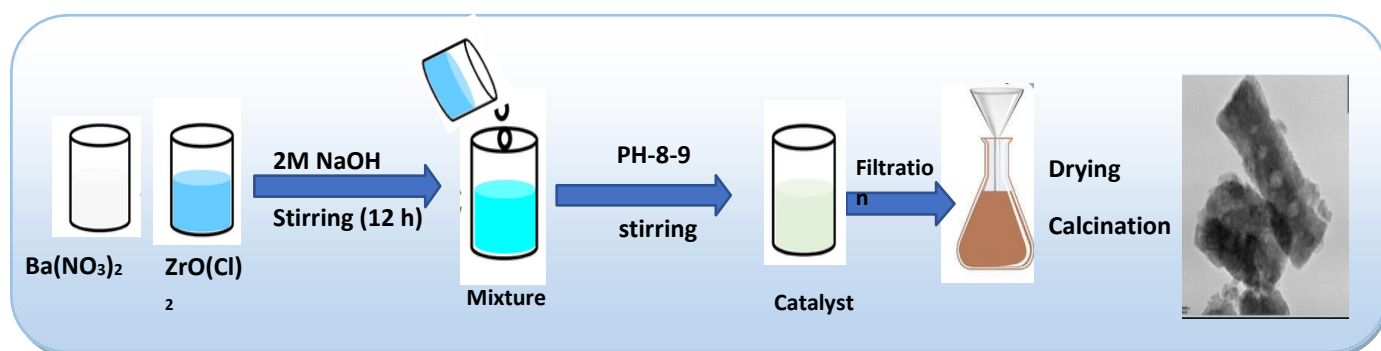 Ba(NO₃)₂
ZrO(Cl)
2
2M NaOH
Stirring (12 h)
Mixture
PH-8-9
stirring
Catalyst
Filtratio
n
Drying
Calcination